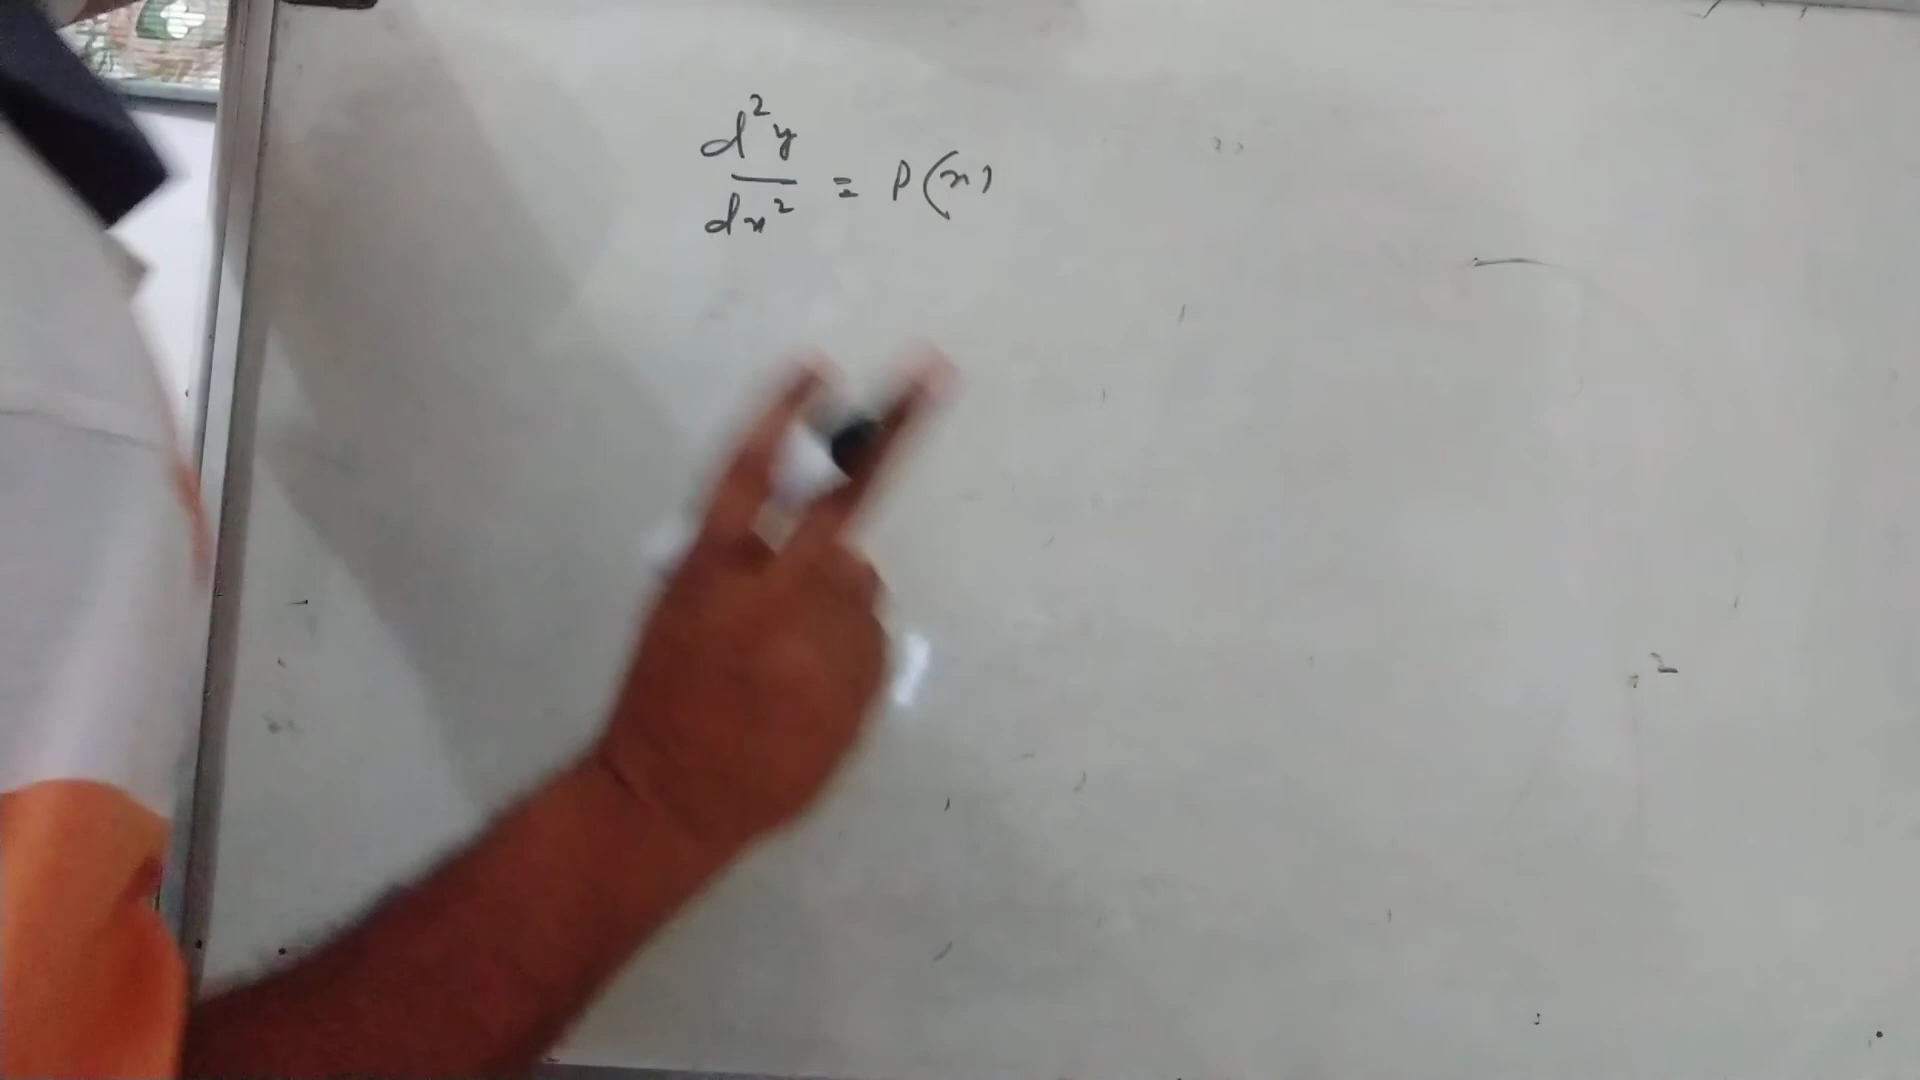 d²y/dx² = P(x)